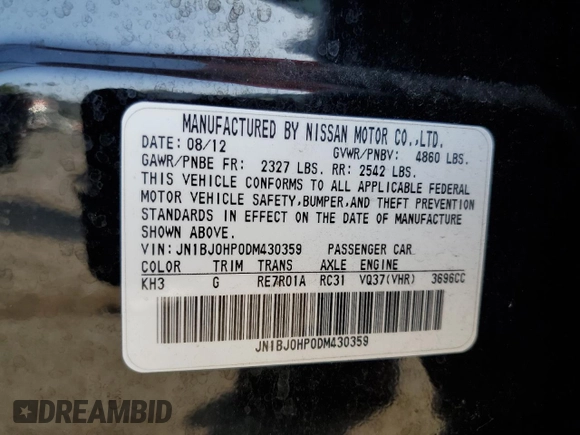 MANUFACTURED BY NISSAN MOTOR CO.,LTD.
DATE: 08/12 GVWR/PNBV: 4860 LBS.
GAWR/PNBE FR: 2327 LBS. RR: 2542 LBS.
THIS VEHICLE CONFORMS TO ALL APPLICABLE FEDERAL
MOTOR VEHICLE SAFETY,BUMPER,AND THEFT PREVENTION
STANDARDS IN EFFECT ON THE DATE OF MANUFACTURE
SHOWN ABOVE.
VIN: JN1BJ0HP0DM430359 PASSENGER CAR
COLOR TRIM TRANS AXLE ENGINE
KH3 G RE7R01A RC31 VQ37(VHR) 3696CC
JN1BJ0HP0DM430359
DREAMBID